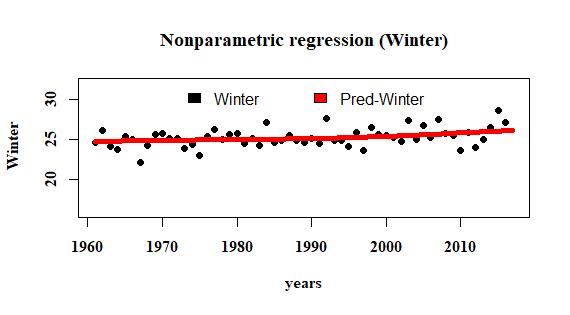 Nonparametric regression (Winter)
Winter Pred-Winter
30
25
20
Winter
1960 1970 1980 1990 2000 2010
years